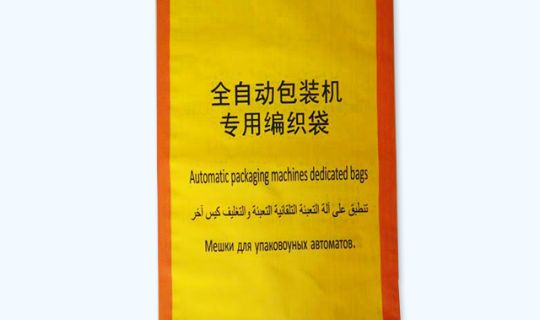 全自动包装机
专用编织袋
Automatic packaging machines dedicated bags
تنطبق على آلة التعبئة التلقائية التعبئة والتغليف كيس آخر
Мешки для упаковоуных автоматов.